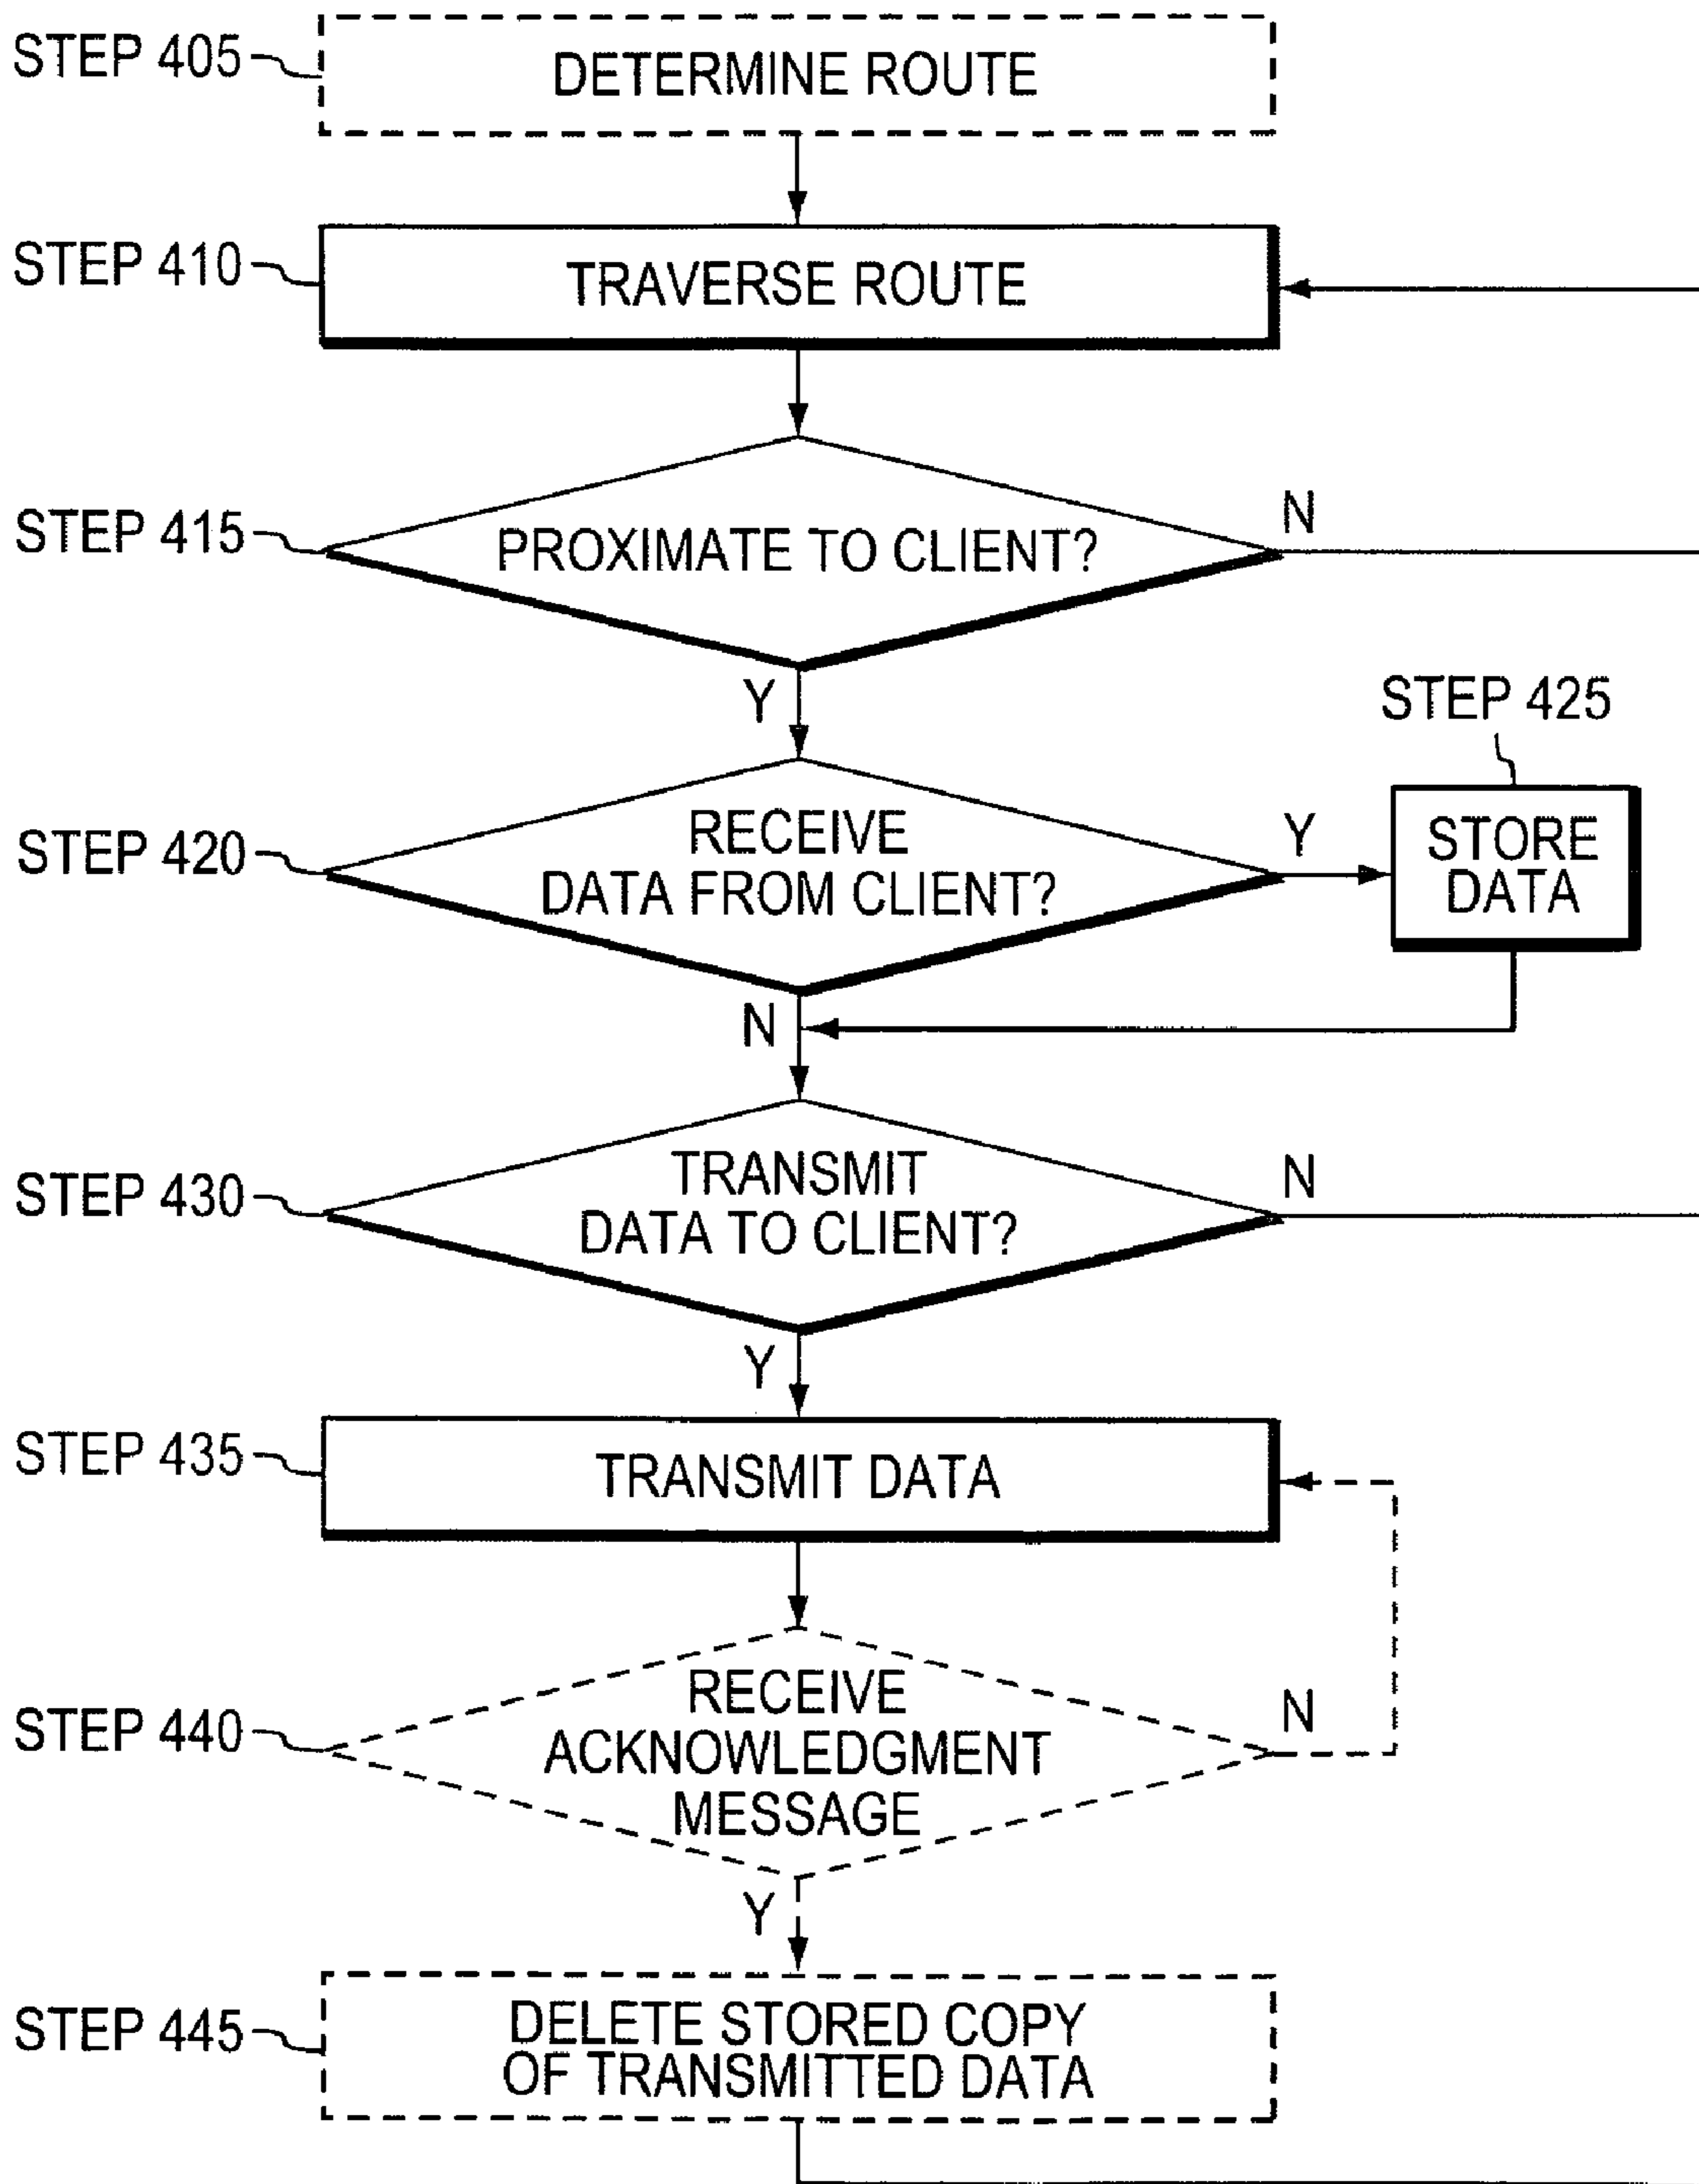 STEP 405
DETERMINE ROUTE
STEP 410
TRAVERSE ROUTE
STEP 415
PROXIMATE TO CLIENT?
N
Y
STEP 425
STEP 420
RECEIVE
DATA FROM CLIENT?
Y
STORE
DATA
N
STEP 430
TRANSMIT
DATA TO CLIENT?
N
Y
STEP 435
TRANSMIT DATA
STEP 440
RECEIVE
ACKNOWLEDGMENT
MESSAGE
N
Y
STEP 445
DELETE STORED COPY
OF TRANSMITTED DATA